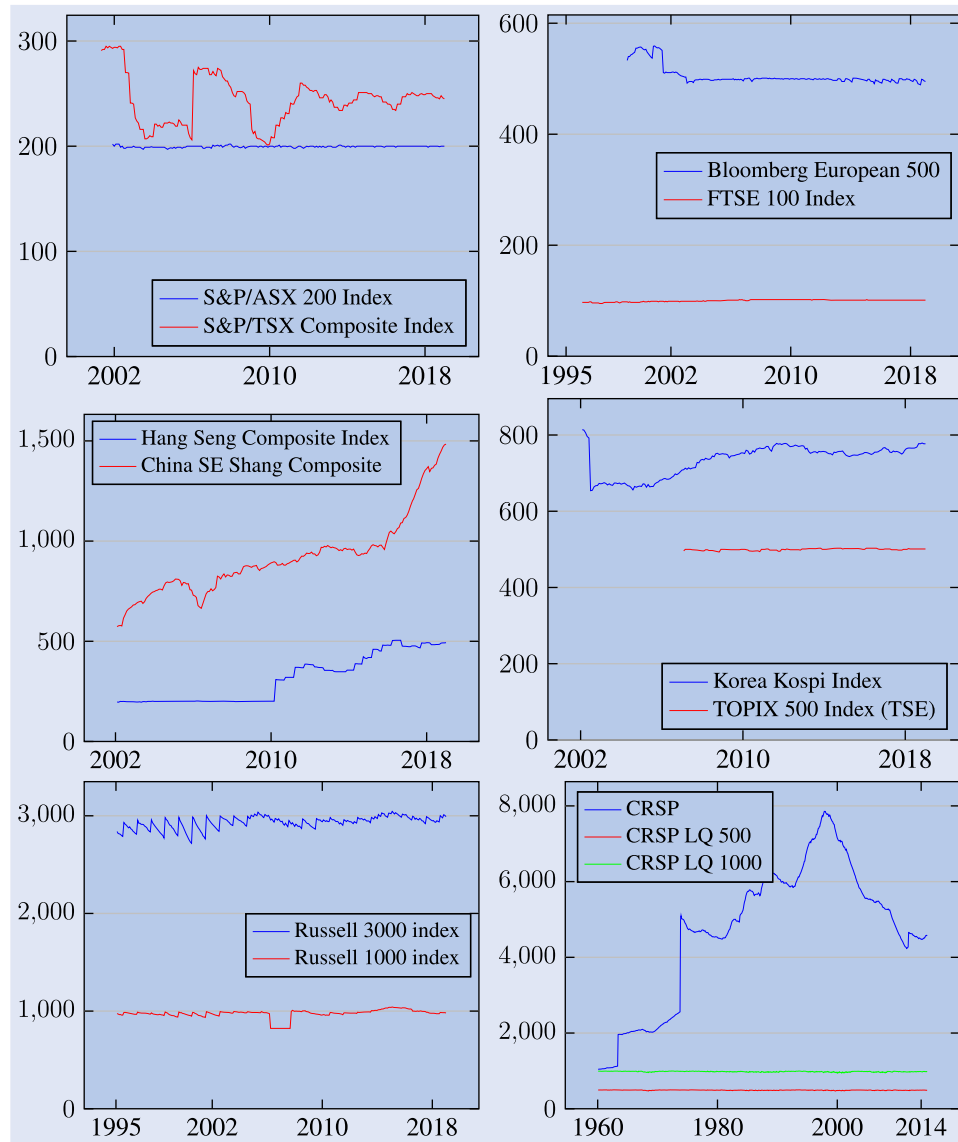 300
200
100
0
2002 2010 2018
S&P/ASX 200 Index
S&P/TSX Composite Index
600
400
200
0
1995 2002 2010 2018
Bloomberg European 500
FTSE 100 Index
1,500
1,000
500
0
2002 2010 2018
Hang Seng Composite Index
China SE Shang Composite
800
600
400
200
0
2002 2010 2018
Korea Kospi Index
TOPIX 500 Index (TSE)
3,000
2,000
1,000
0
1995 2002 2010 2018
Russell 3000 index
Russell 1000 index
8,000
6,000
4,000
2,000
0
1960 1980 2000 2014
CRSP
CRSP LQ 500
CRSP LQ 1000